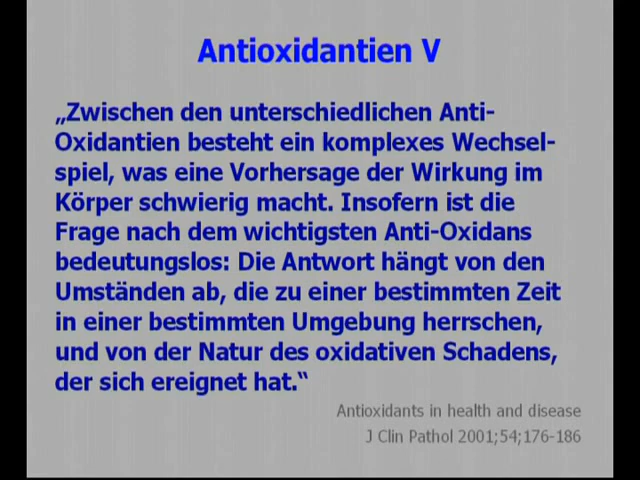 Antioxidantien V
„Zwischen den unterschiedlichen Anti-
Oxidantien besteht ein komplexes Wechsel-
spiel, was eine Vorhersage der Wirkung im
Körper schwierig macht. Insofern ist die
Frage nach dem wichtigsten Anti-Oxidans
bedeutungslos: Die Antwort hängt von den
Umständen ab, die zu einer bestimmten Zeit
in einer bestimmten Umgebung herrschen,
und von der Natur des oxidativen Schadens,
der sich ereignet hat.“
Antioxidants in health and disease
J Clin Pathol 2001;54;176-186